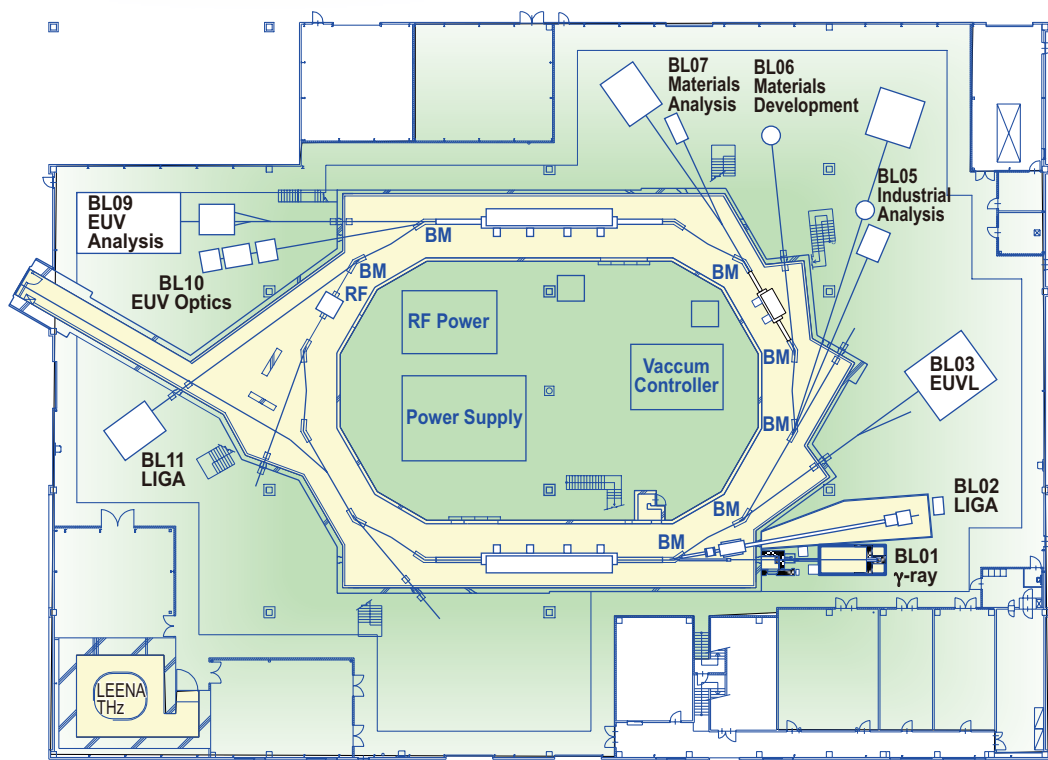 BL07
Materials
Analysis
BL06
Materials
Development
BL05
Industrial
Analysis
BL09
EUV
Analysis
BL10
EUV Optics
BM
BM
RF
BM
RF Power
Vaccum
Controller
BM
BL03
EUVL
Power Supply
BM
BL11
LIGA
BL02
LIGA
BM
BM
BL01
γ-ray
LEENA
THz